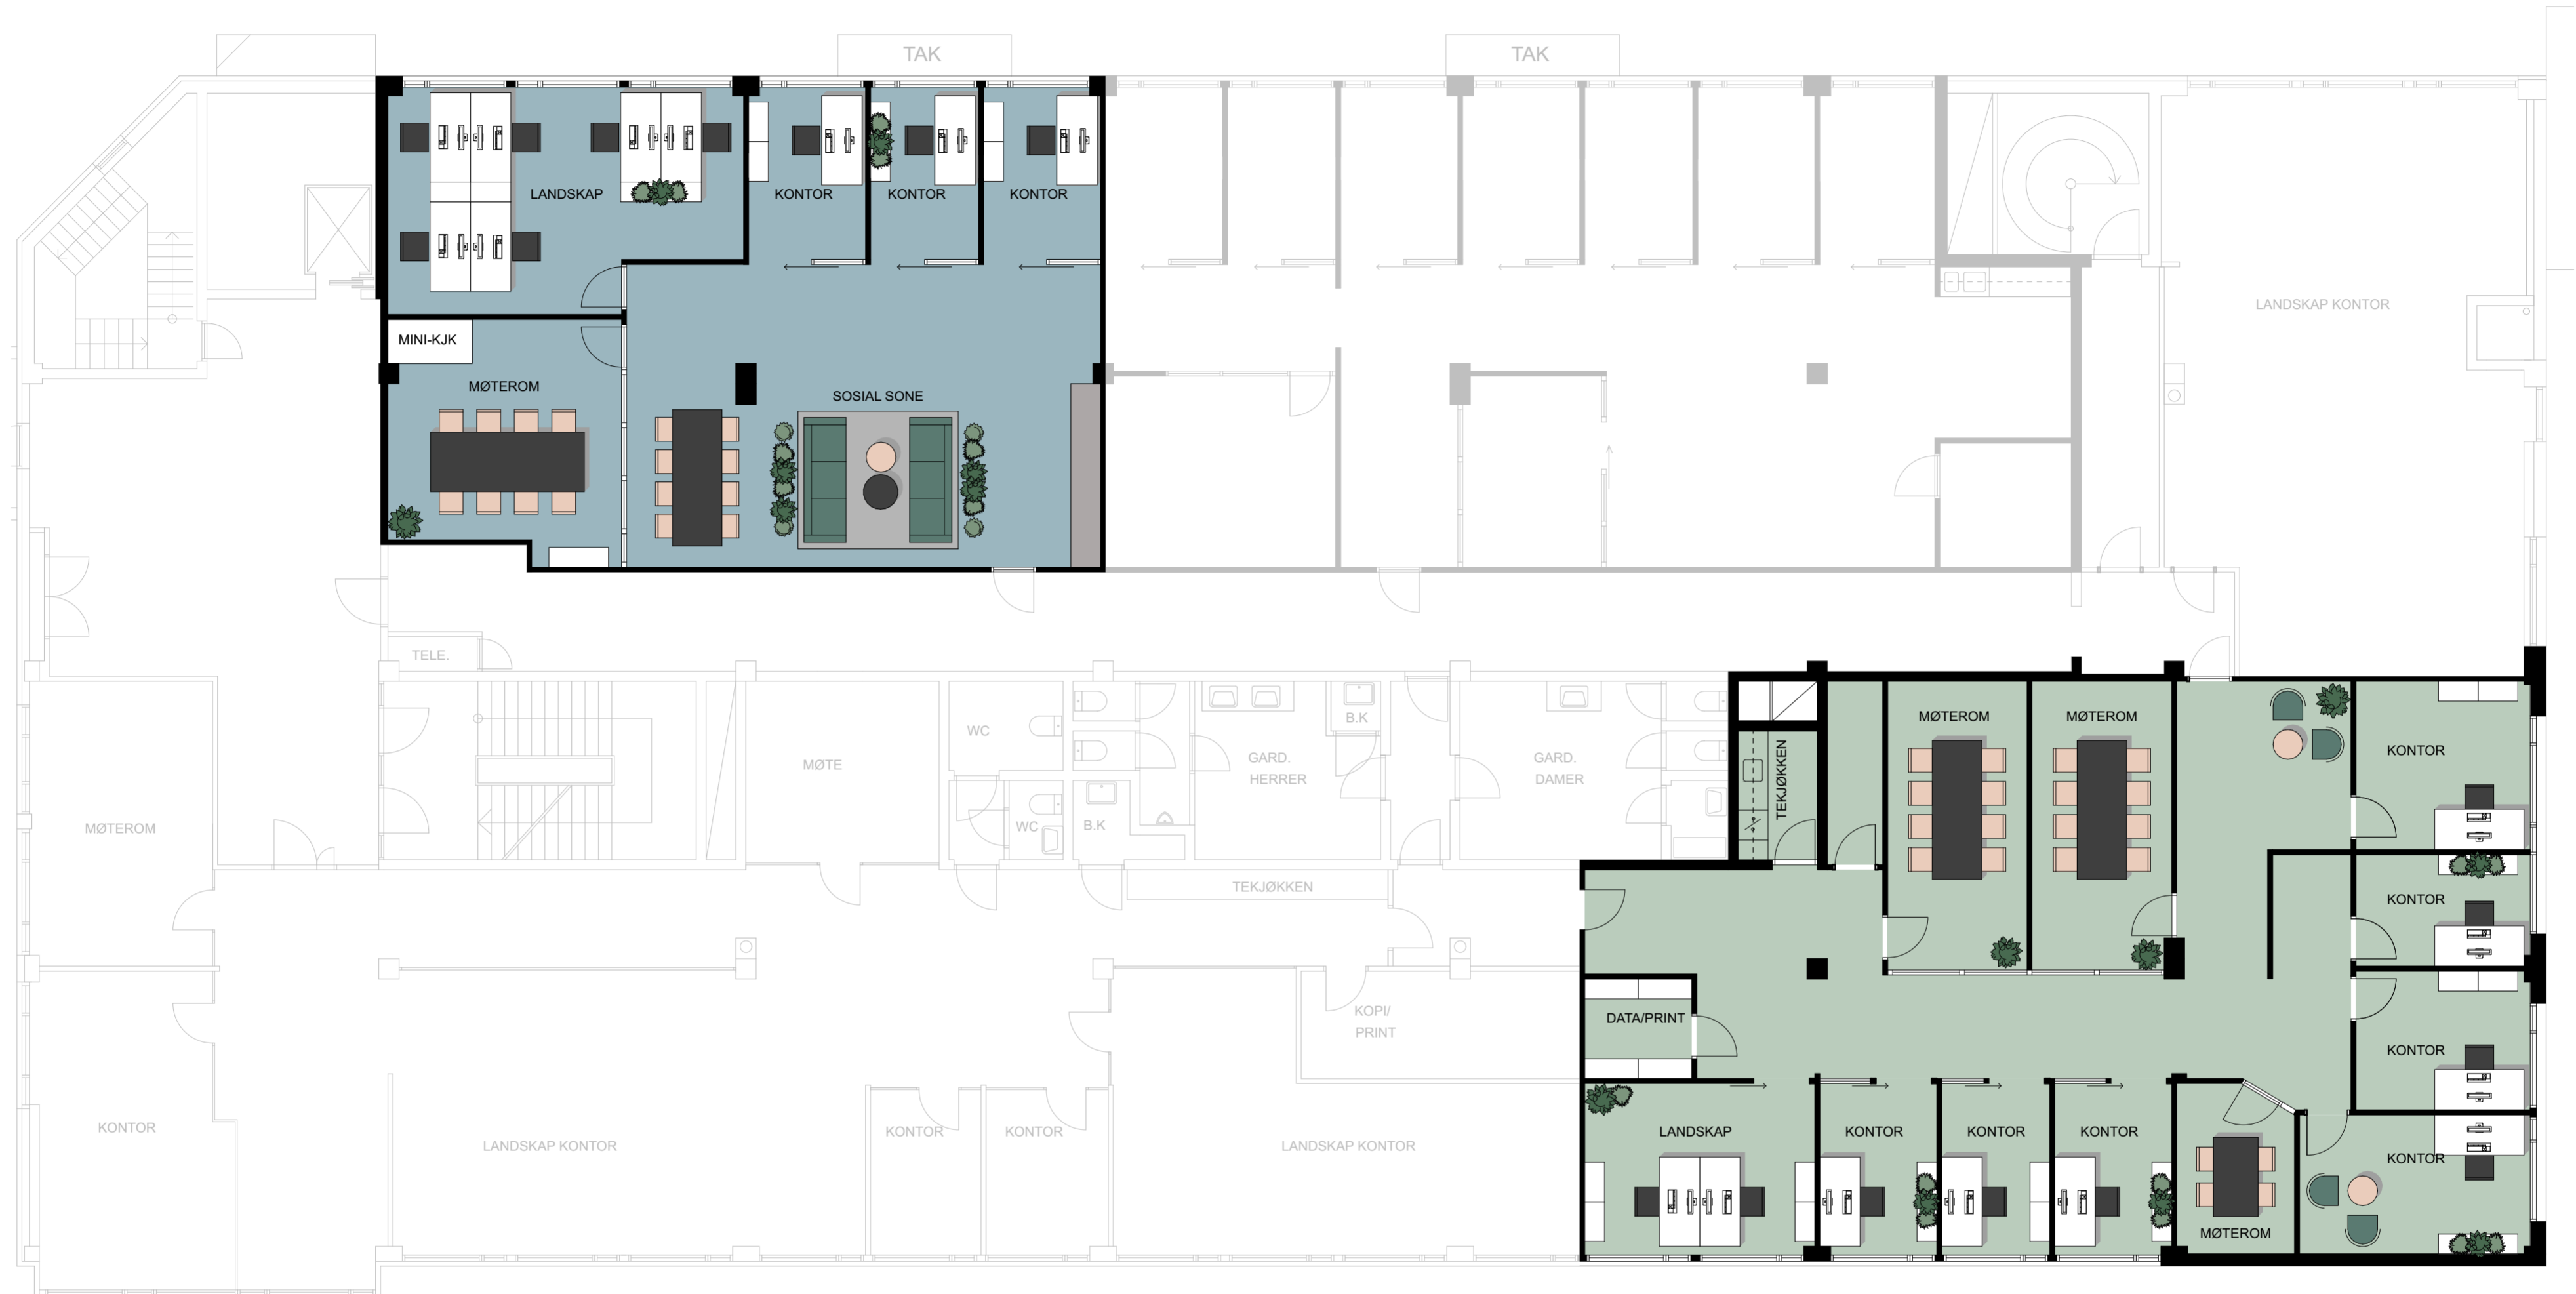 TAK
TAK
LANDSKAP
KONTOR
KONTOR
KONTOR
LANDSKAP KONTOR
MINI-KJK
MØTEROM
SOSIAL SONE
TELE.
WC
MØTE
WC
B.K
GARD.
HERRER
B.K
GARD.
DAMER
TEKJØKKEN
MØTEROM
MØTEROM
KONTOR
MØTEROM
TEKJØKKEN
KONTOR
KOPI/
PRINT
DATA/PRINT
KONTOR
KONTOR
LANDSKAP KONTOR
KONTOR
KONTOR
LANDSKAP KONTOR
LANDSKAP
KONTOR
KONTOR
KONTOR
KONTOR
MØTEROM